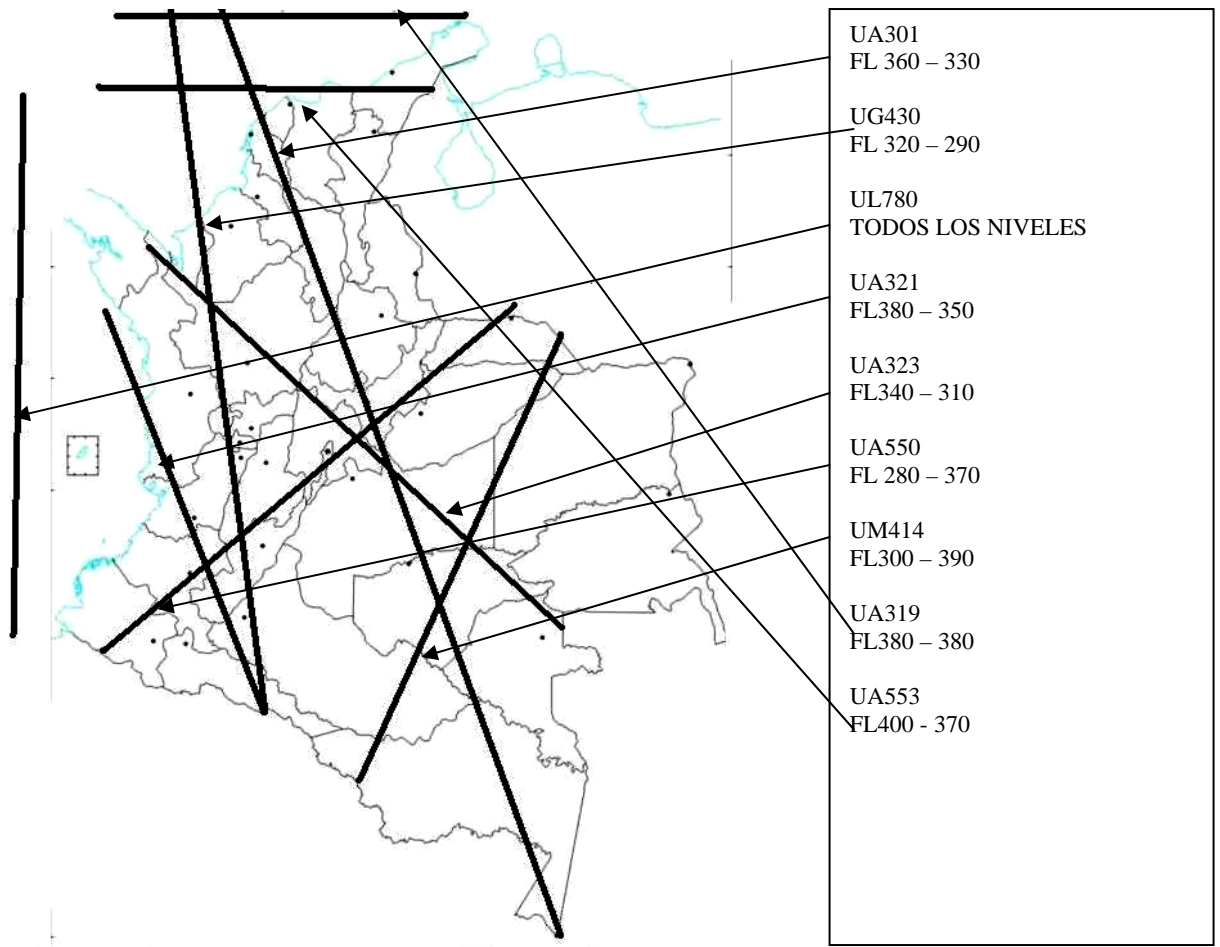 UA301
FL 360 – 330
UG430
FL 320 – 290
UL780
TODOS LOS NIVELES
UA321
FL380 – 350
UA323
FL340 – 310
UA550
FL 280 – 370
UM414
FL300 – 390
UA319
FL380 – 380
UA553
FL400 - 370